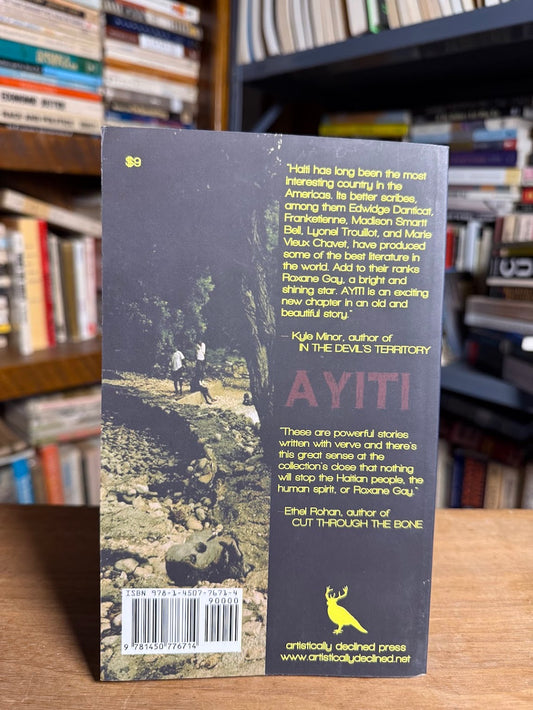 $9
"Haiti has long been the most
interesting country in the
Americas. Its better scribes,
among them Edwidge Danticat,
Franketienne, Madison Smartt
Bell, Lyonel Trouillot, and Marie
Vieux Chavet, have produced
some of the best literature in
the world. Add to their ranks
Roxane Gay, a bright and
shining star. AYITI is an exciting
new chapter in an old and
beautiful story."
— Kyle Minor, author of
IN THE DEVIL'S TERRITORY
AYITI
"These are powerful stories
written with verve and there's
this great sense at the
collection's close that nothing
will stop the Haitian people, the
human spirit, or Roxane Gay."
—Ethel Rohan, author of
CUT THROUGH THE BONE
ISBN 978-1-4507-7671-4
90000
9 781450 776714
artistically declined press
www.artisticallydeclined.net